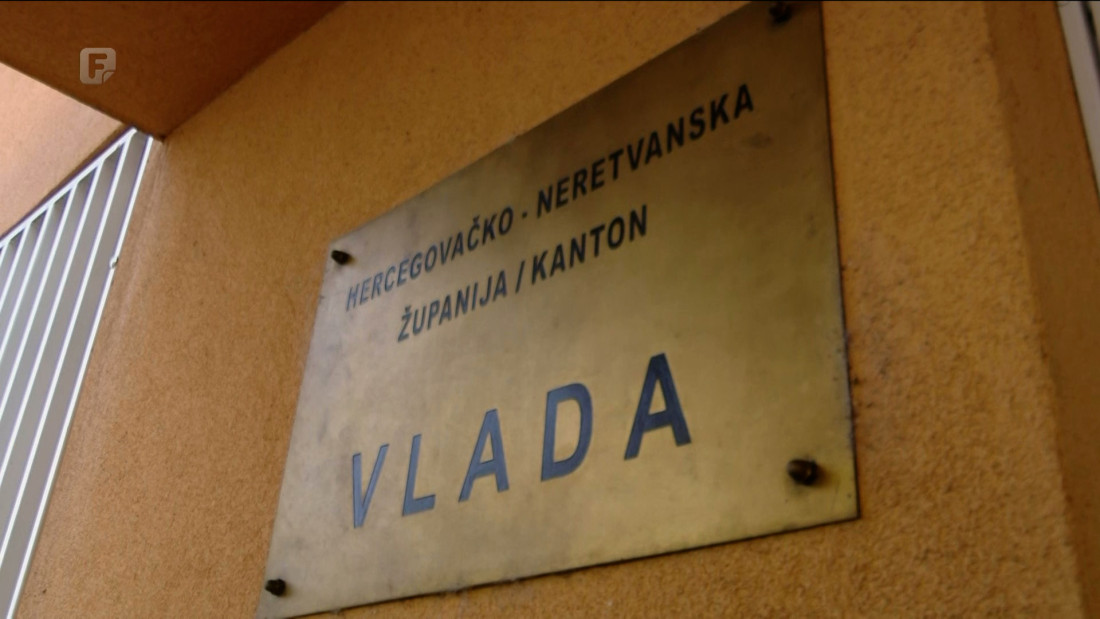 F
HERCEGOVAČKO - NERETVANSKA
ŽUPANIJA / KANTON
VLADA